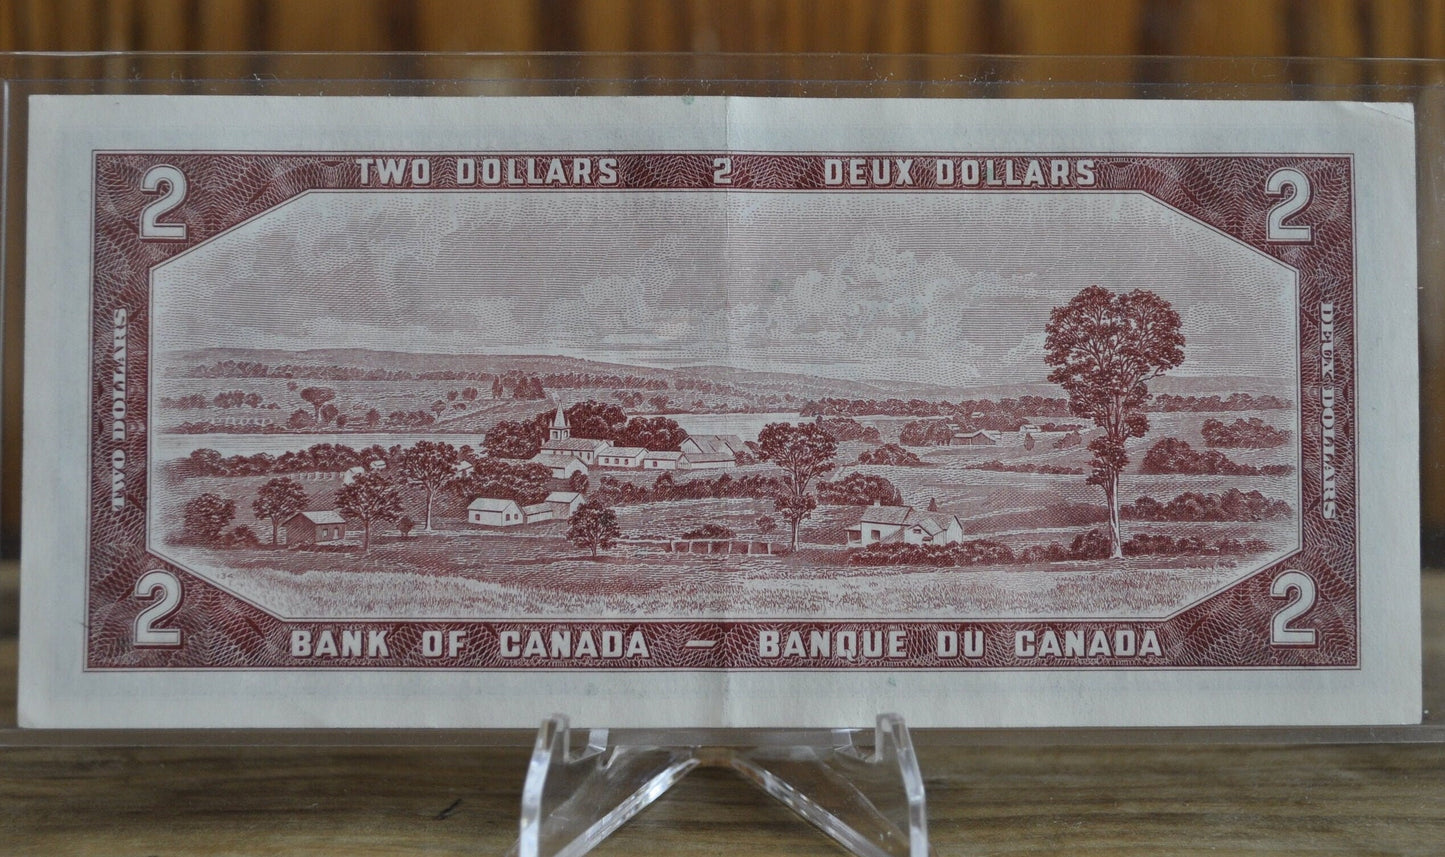 TWO DOLLARS 2 DEUX DOLLARS
2 2
TWO DOLLARS
DEUX DOLLARS
2 2
BANK OF CANADA — BANQUE DU CANADA